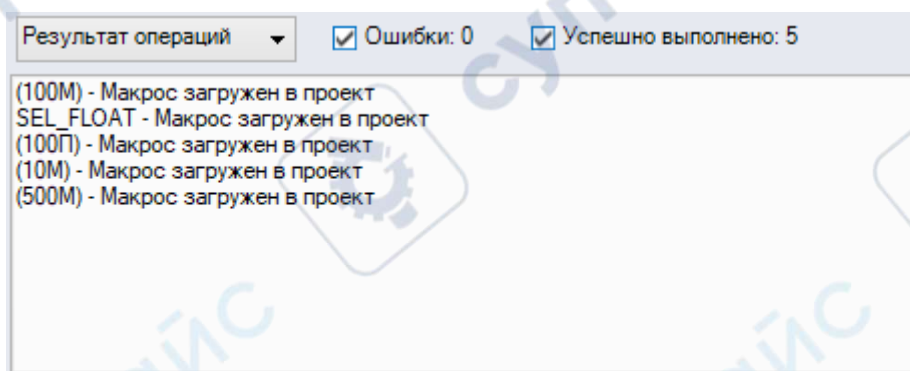 Результат операций
Ошибки: 0
Успешно выполнено: 5
(100М) - Макрос загружен в проект
SEL_FLOAT - Макрос загружен в проект
(100П) - Макрос загружен в проект
(10М) - Макрос загружен в проект
(500М) - Макрос загружен в проект